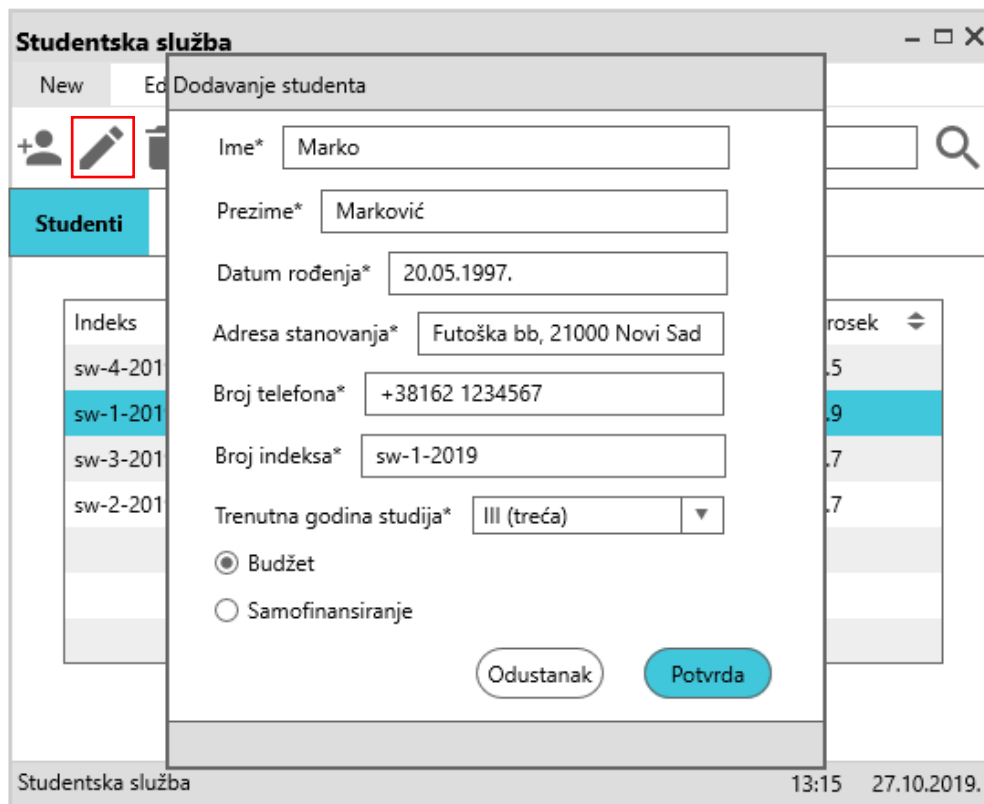 Studentska služba
New Ed
Dodavanje studenta
Ime* Marko
Prezime* Marković
Studenti
Datum rođenja* 20.05.1997.
Adresa stanovanja* Futoška bb, 21000 Novi Sad
Broj telefona* +38162 1234567
Broj indeksa* sw-1-2019
Trenutna godina studija* III (treća)
Budžet
Samofinansiranje
Odustanak Potvrda
Indeks rosek
sw-4-201 .5
sw-1-201 .9
sw-3-201 .7
sw-2-201 .7
Studentska služba 13:15 27.10.2019.